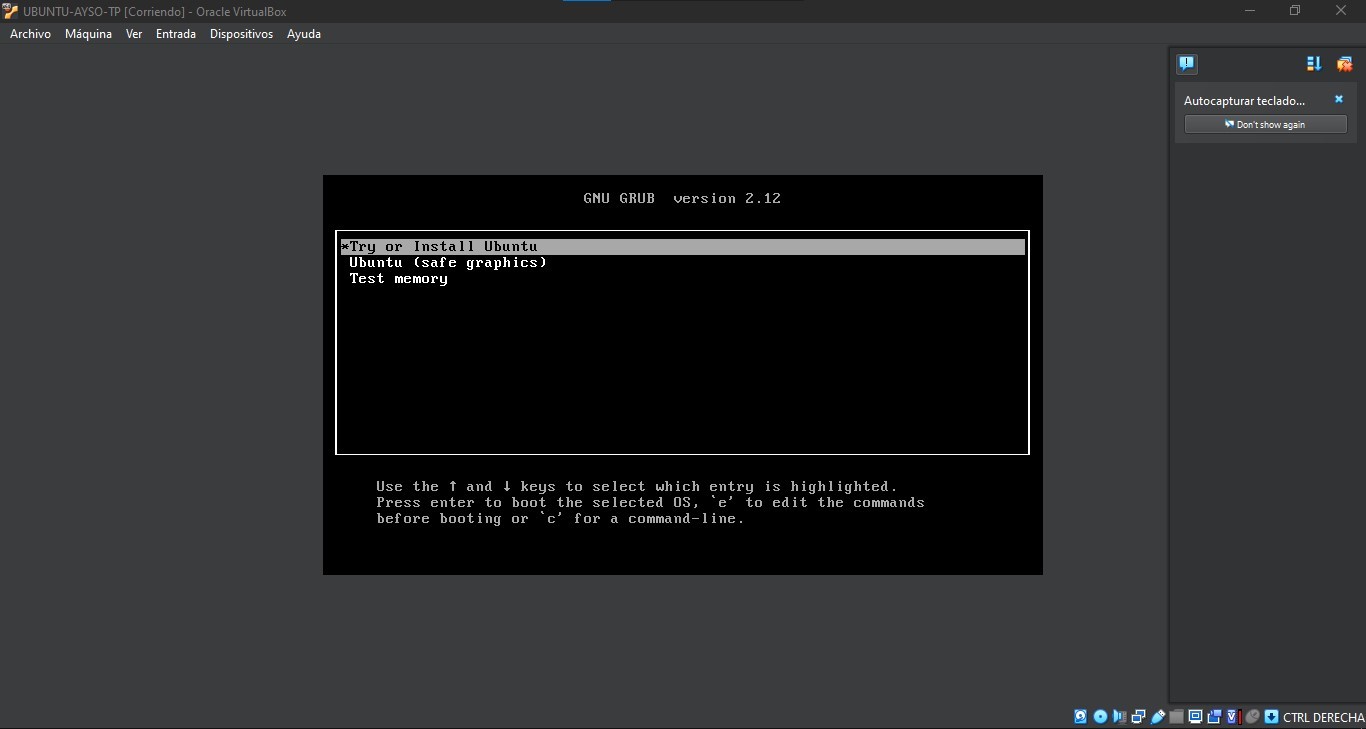 UBUNTU-AYSO-TP [Corriendo] - Oracle VirtualBox
Archivo Máquina Ver Entrada Dispositivos Ayuda
Autocapturar teclado...
Don't show again
GNU GRUB version 2.12
*Try or Install Ubuntu
Ubuntu (safe graphics)
Test memory
Use the ↑ and ↓ keys to select which entry is highlighted.
Press enter to boot the selected OS, `e' to edit the commands
before booting or `c' for a command-line.
CTRL DERECHA